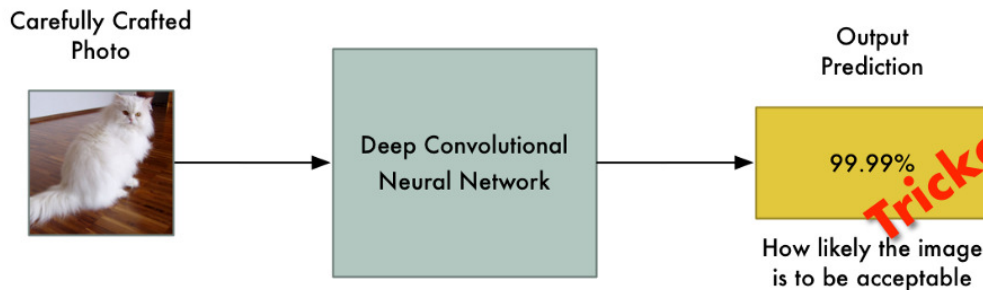 Carefully Crafted
Photo
Deep Convolutional
Neural Network
Output
Prediction
99.99%
How likely the image
is to be acceptable